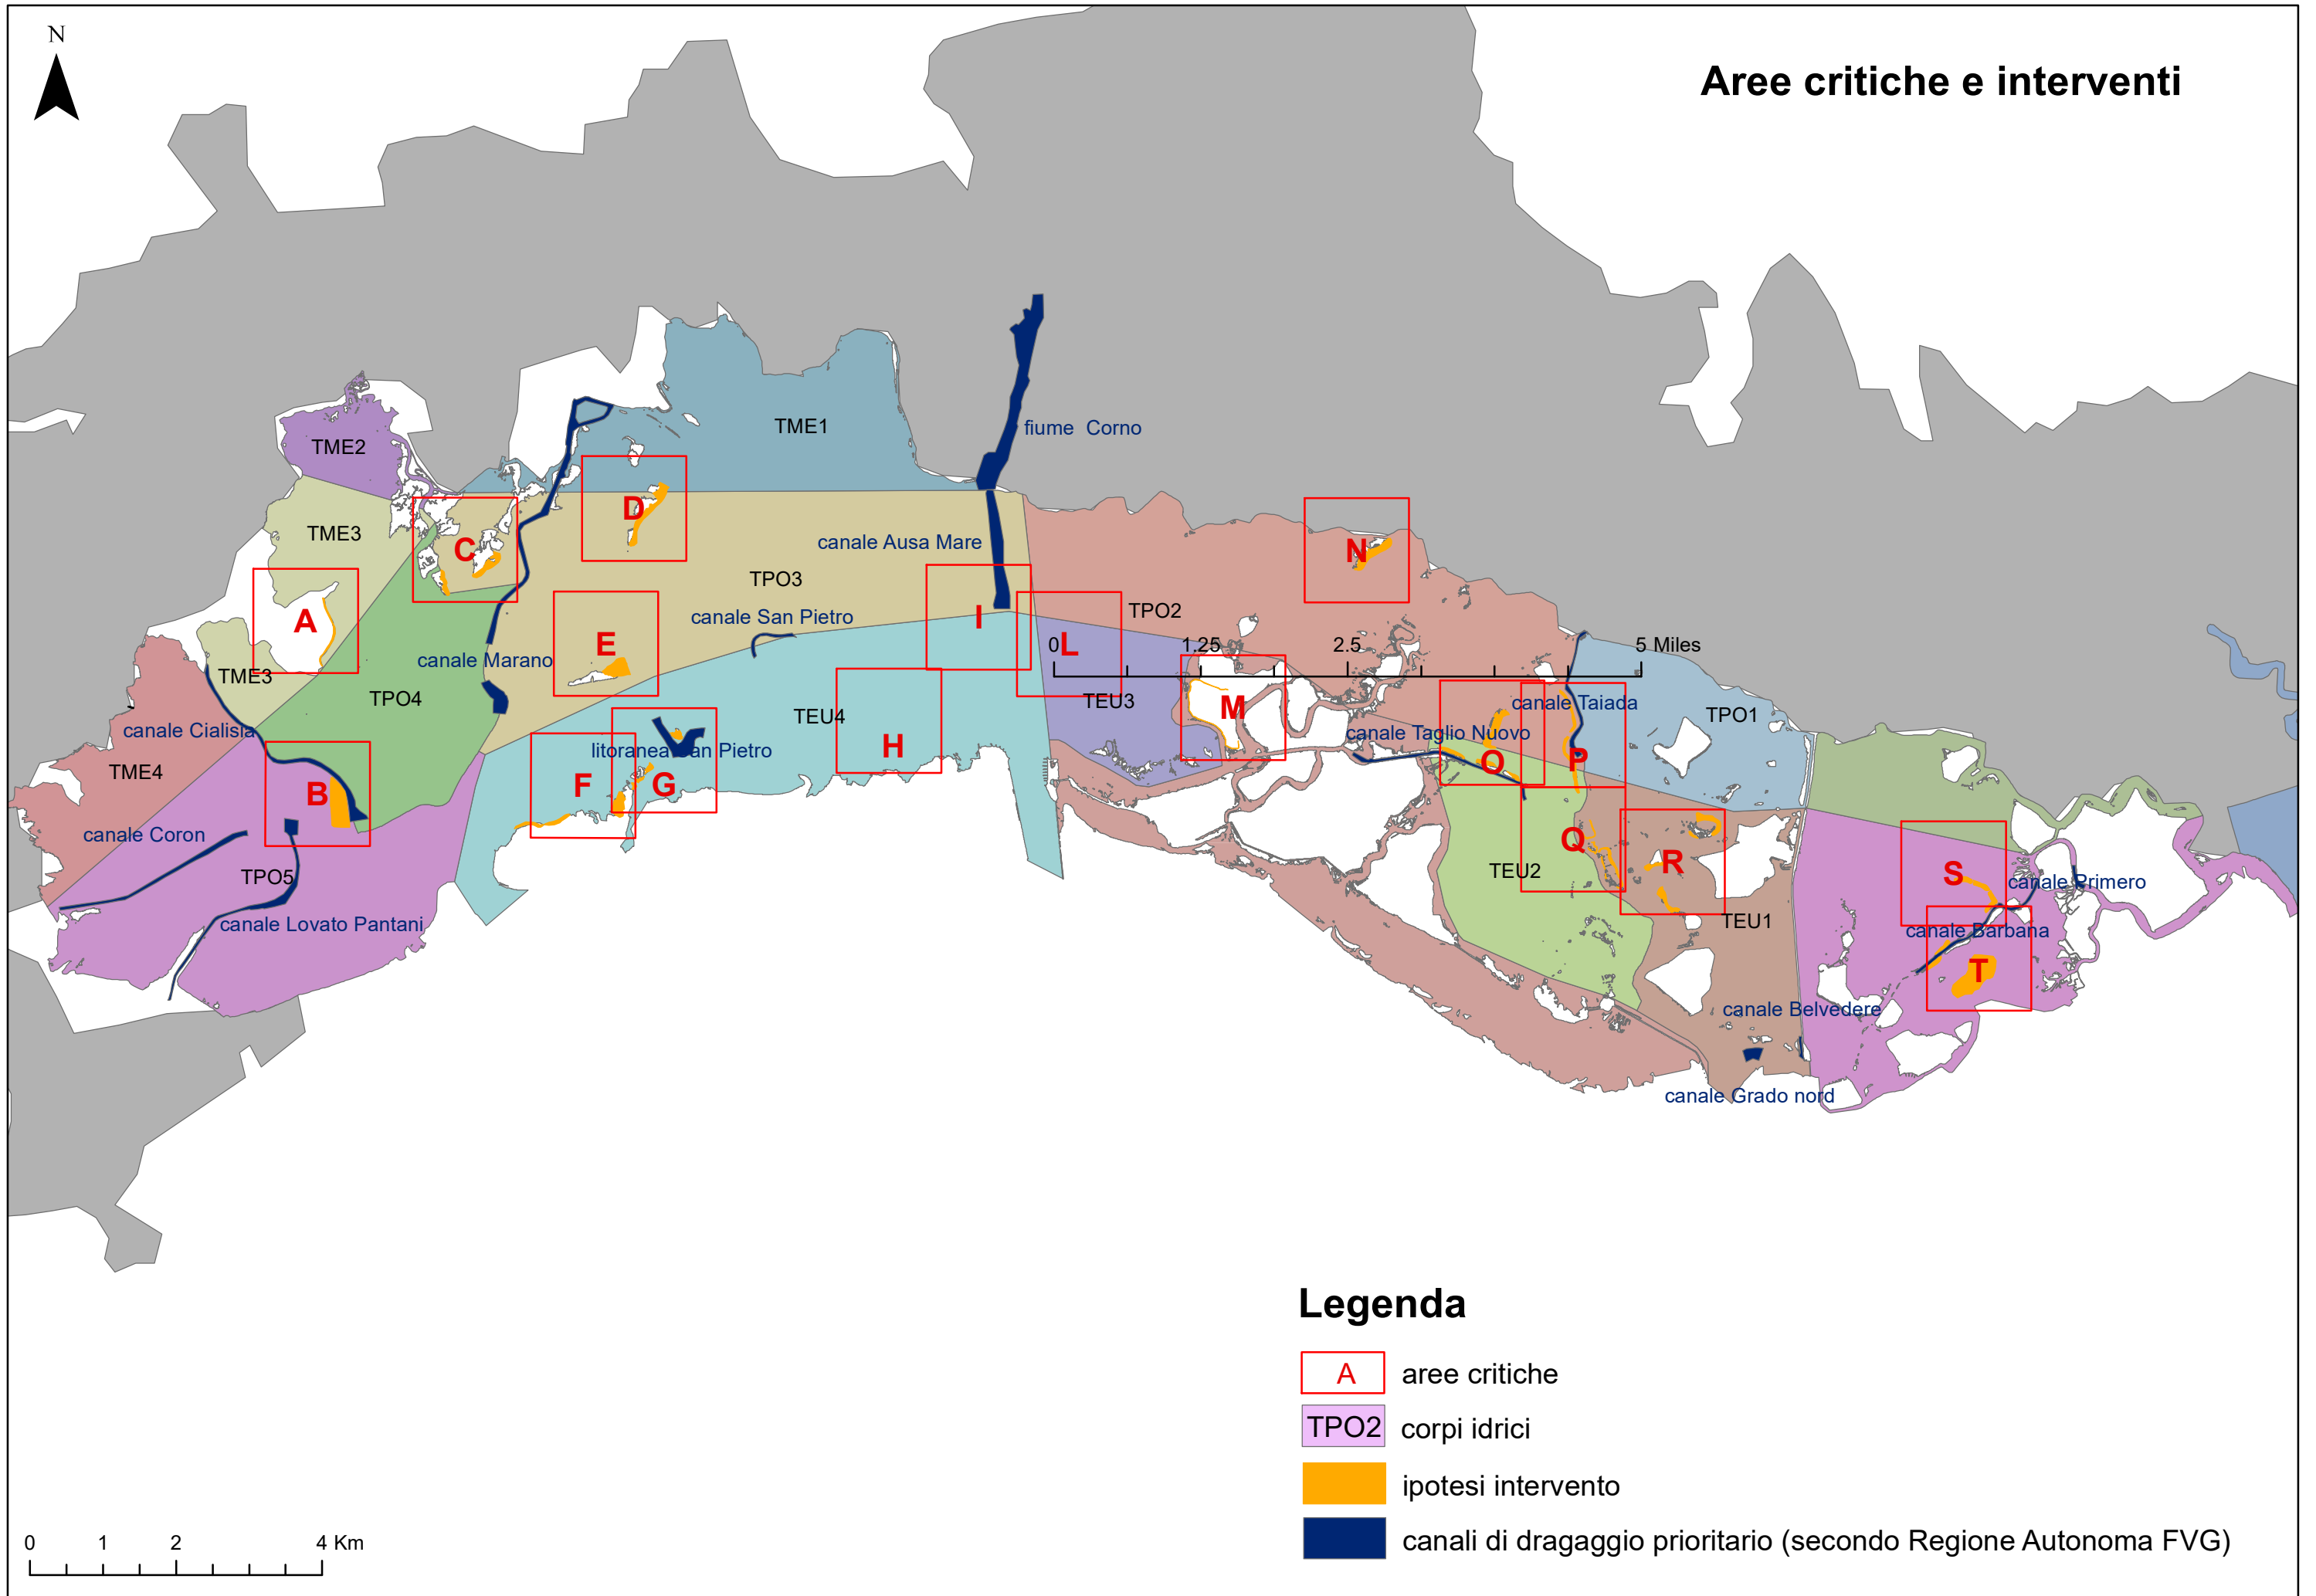 N
Aree critiche e interventi
TME1
fiume Corno
TME2
D
TME3
canale Ausa Mare
C
N
TPO3
TPO2
A
canale San Pietro
I
E
L
0 1.25 2.5 5 Miles
canale Marano
TME3
TPO4
TEU3
M
canale Taiada
TEU4
TPO1
canale Cialisia
canale Taglio Nuovo
H
litoranea San Pietro
O
P
TME4
F
G
B
canale Coron
Q
R
TEU2
TPO5
S
canale Primero
canale Lovato Pantani
TEU1
canale Barbana
T
canale Belvedere
canale Grado nord
Legenda
A aree critiche
TPO2 corpi idrici
ipotesi intervento
canali di dragaggio prioritario (secondo Regione Autonoma FVG)
0 1 2 4 Km